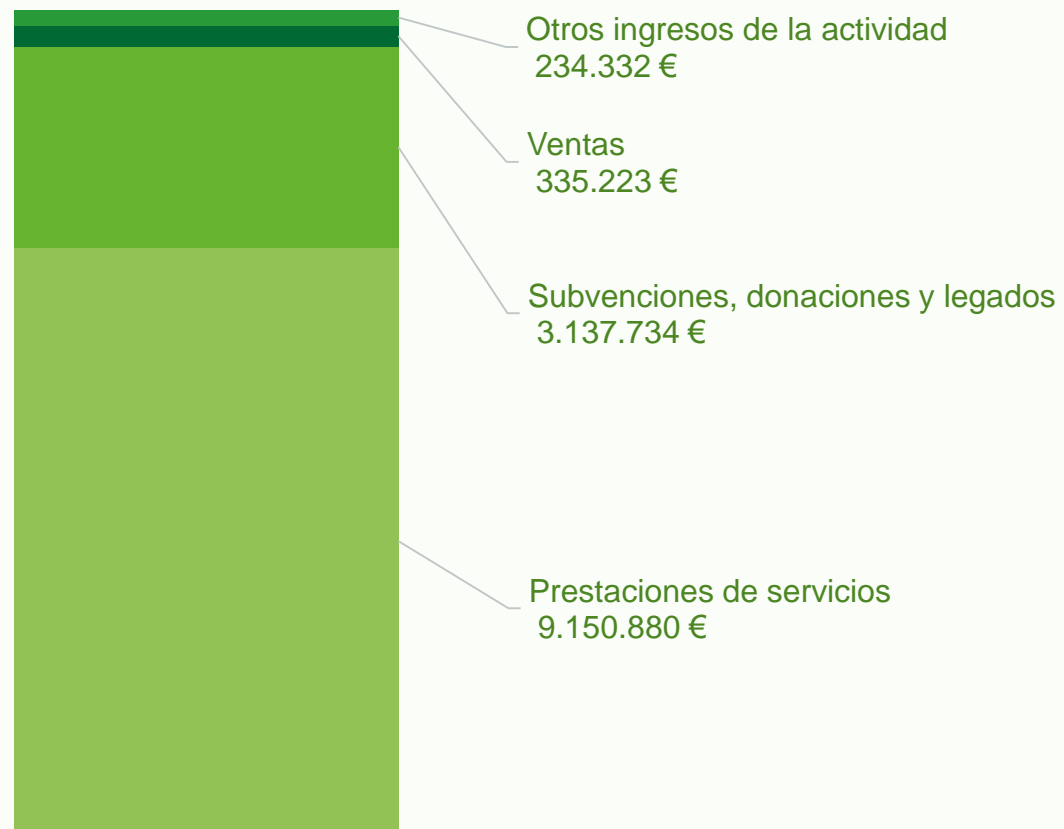 Otros ingresos de la actividad
234.332 €
Ventas
335.223 €
Subvenciones, donaciones y legados
3.137.734 €
Prestaciones de servicios
9.150.880 €